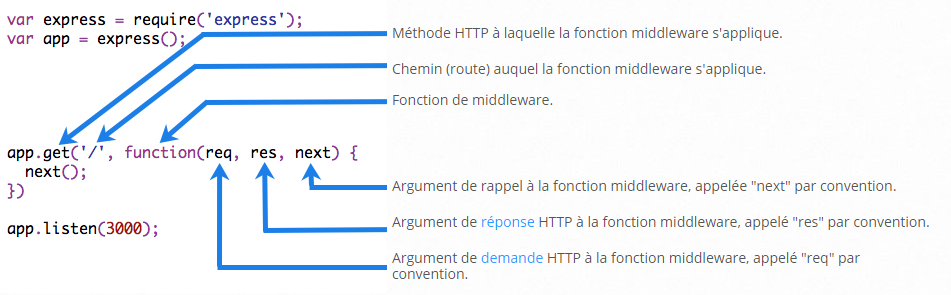 var express = require('express');
var app = express();
Méthode HTTP à laquelle la fonction middleware s'applique.
Chemin (route) auquel la fonction middleware s'applique.
Fonction de middleware.
app.get('/', function(req, res, next) {
next();
})
app.listen(3000);
Argument de rappel à la fonction middleware, appelée "next" par convention.
Argument de réponse HTTP à la fonction middleware, appelé "res" par convention.
Argument de demande HTTP à la fonction middleware, appelé "req" par
convention.